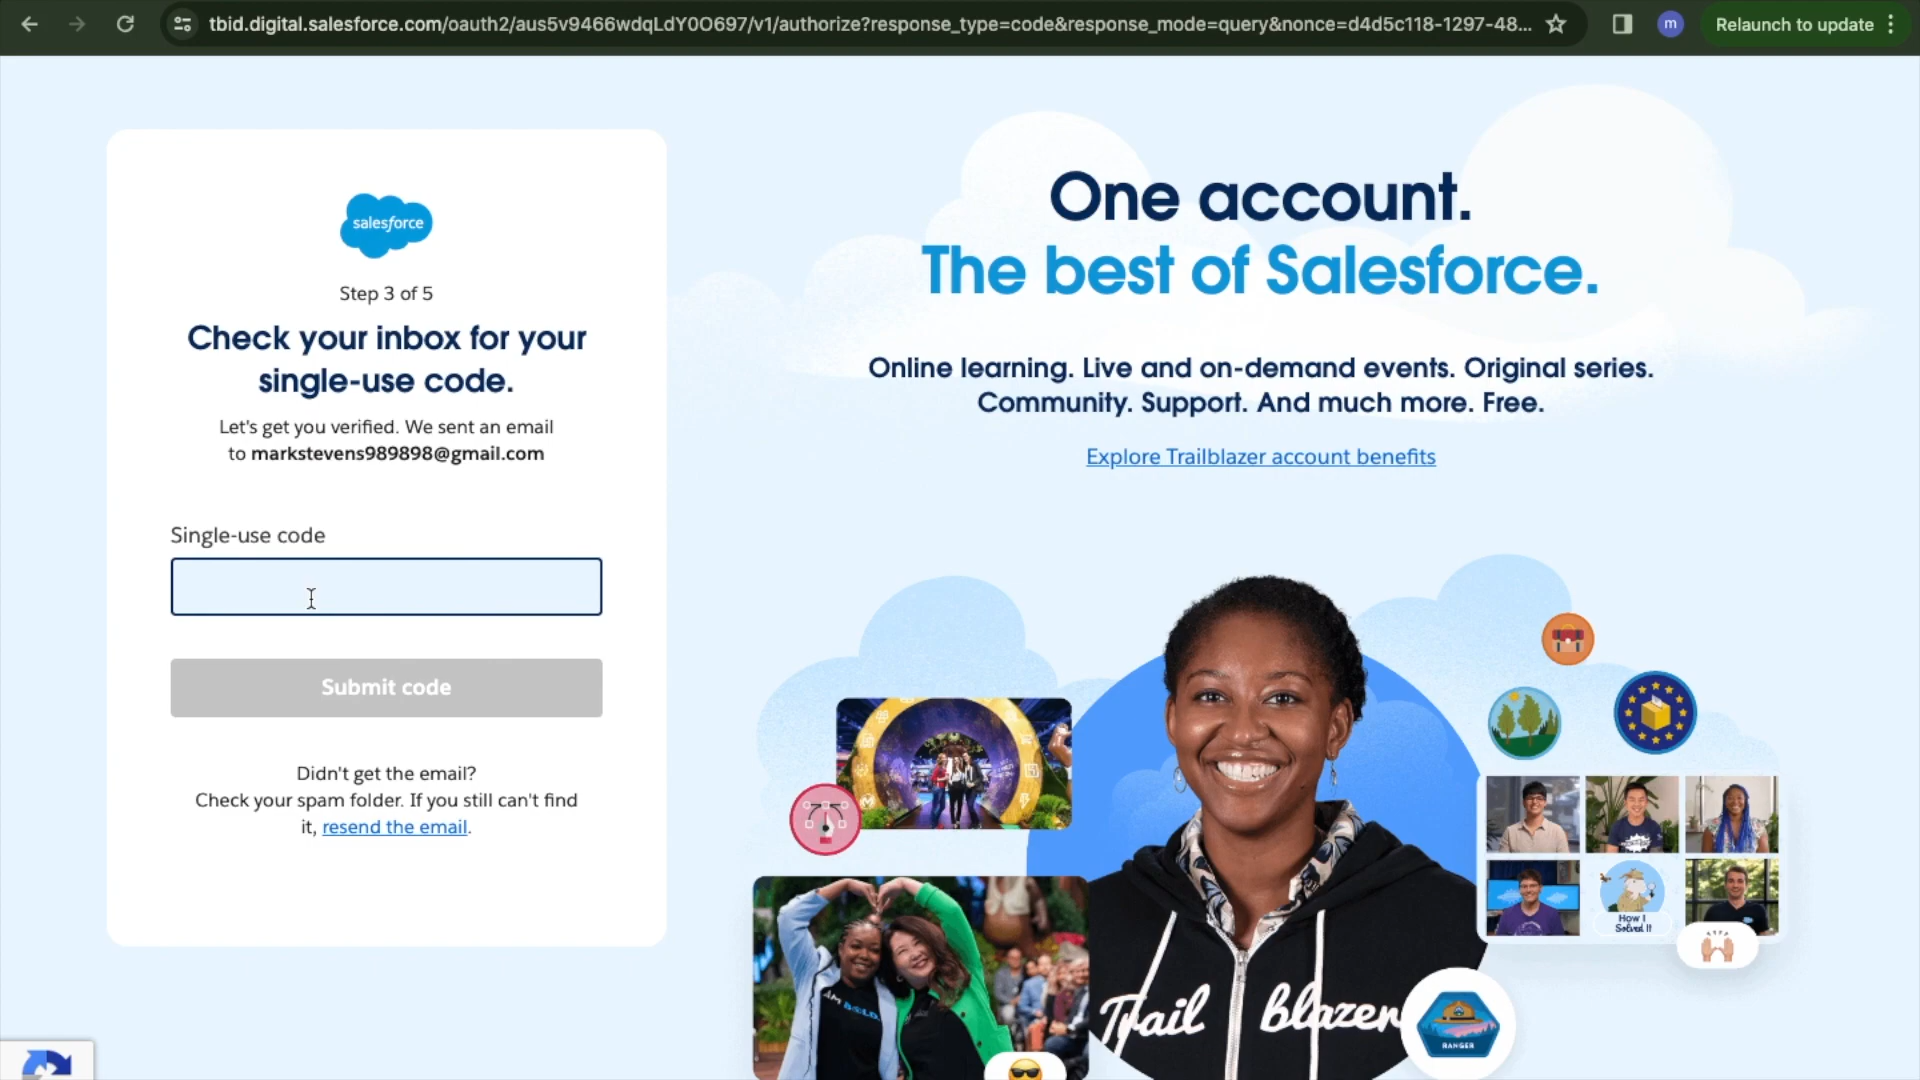 tbid.digital.salesforce.com/oauth2/aus5v9466wdqLdY0O697/v1/authorize?response_type=code&response_mode=query&nonce=d4d5c118-1297-48...
m
Relaunch to update
salesforce
Step 3 of 5
Check your inbox for your
single-use code.
Let's get you verified. We sent an email
to markstevens989898@gmail.com
Single-use code
Submit code
Didn't get the email?
Check your spam folder. If you still can't find
it, resend the email.
One account.
The best of Salesforce.
Online learning. Live and on-demand events. Original series.
Community. Support. And much more. Free.
Explore Trailblazer account benefits
How I
Solved It
Trail blazer
RANGER